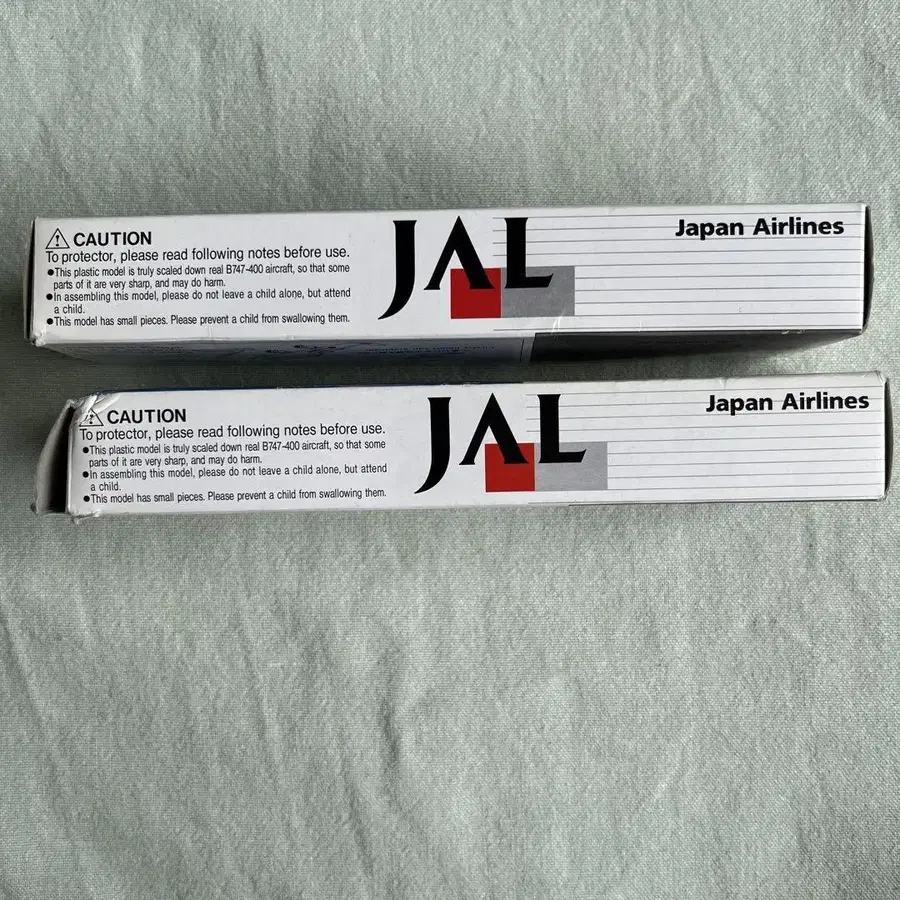 CAUTION
To protector, please read following notes before use.
●This plastic model is truly scaled down real B747-400 aircraft, so that some
parts of it are very sharp, and may do harm.
●In assembling this model, please do not leave a child alone, but attend
a child.
●This model has small pieces. Please prevent a child from swallowing them.
JAL
Japan Airlines
CAUTION
To protector, please read following notes before use.
●This plastic model is truly scaled down real B747-400 aircraft, so that some
parts of it are very sharp, and may do harm.
●In assembling this model, please do not leave a child alone, but attend
a child.
●This model has small pieces. Please prevent a child from swallowing them.
JAL
Japan Airlines